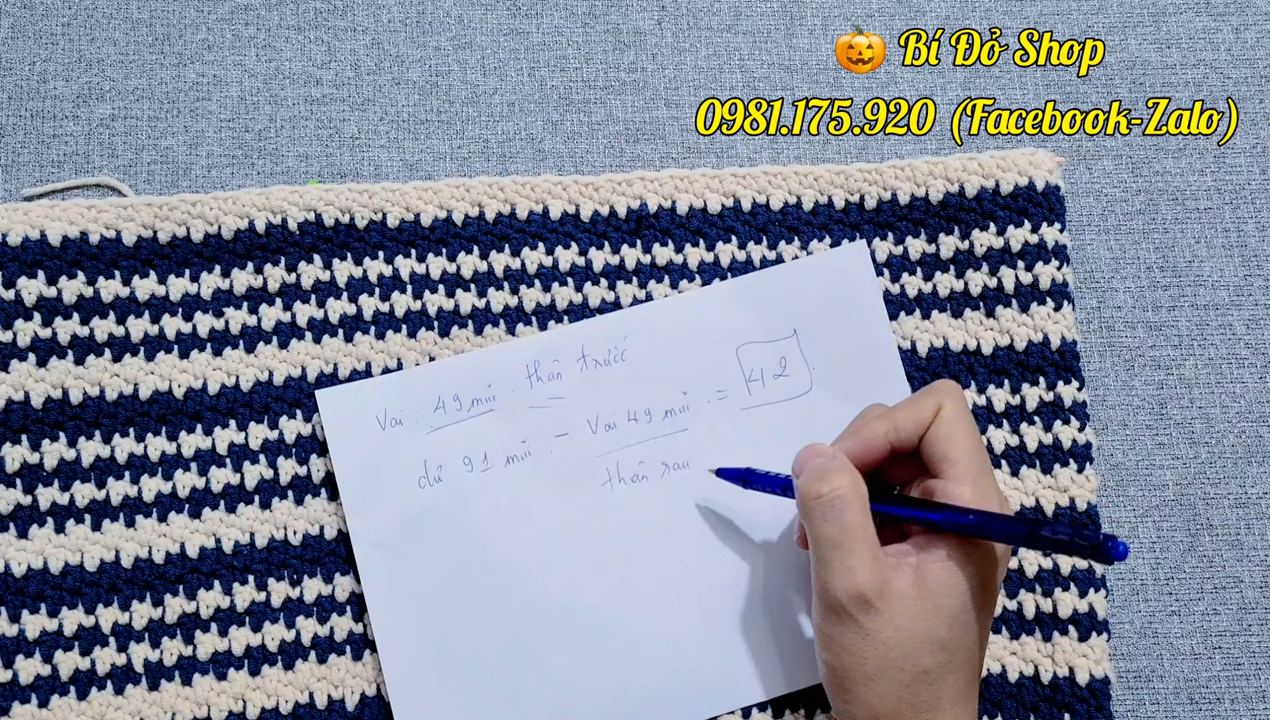 Bí Đỏ Shop
0981.175.920 (Facebook-Zalo)
Vai : 49 mũi thân trước
dư 91 mũi - Vai 49 mũi = 42
thân sau